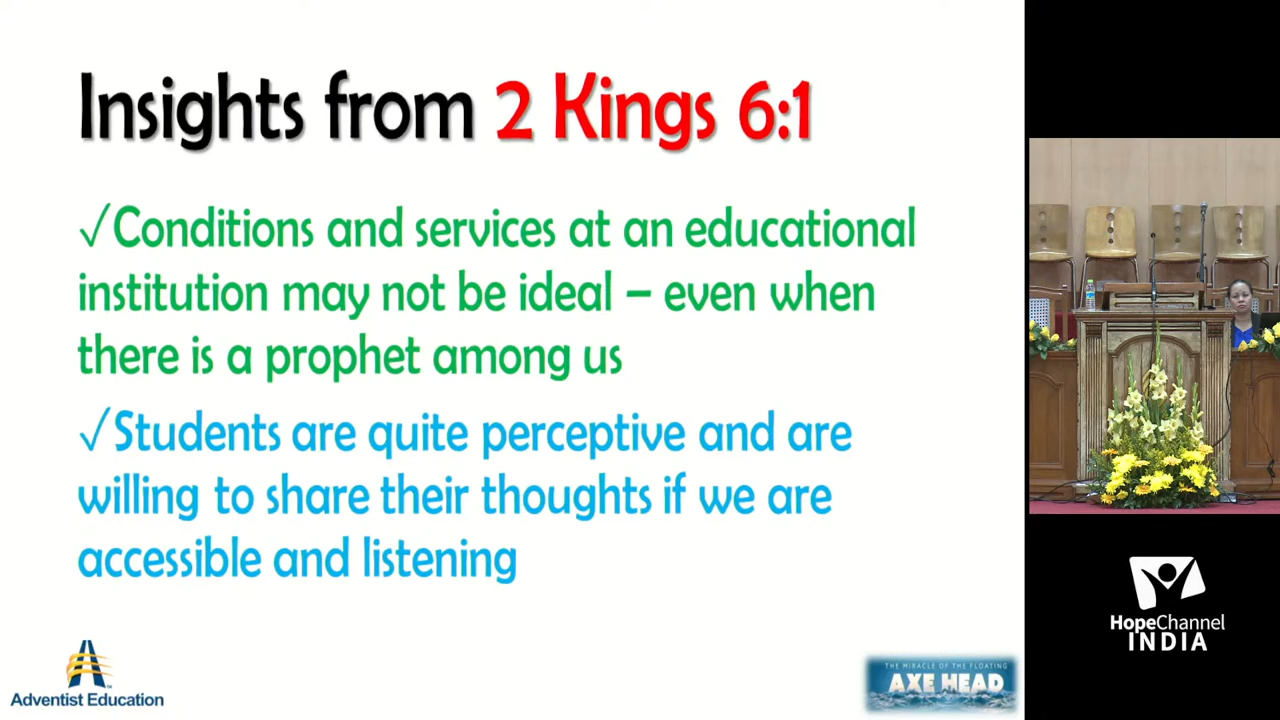 Insights from 2 Kings 6:1
√Conditions and services at an educational
institution may not be ideal – even when
there is a prophet among us
√Students are quite perceptive and are
willing to share their thoughts if we are
accessible and listening
Adventist Education
THE MIRACLE OF THE FLOATING
AXE HEAD
HopeChannel
INDIA